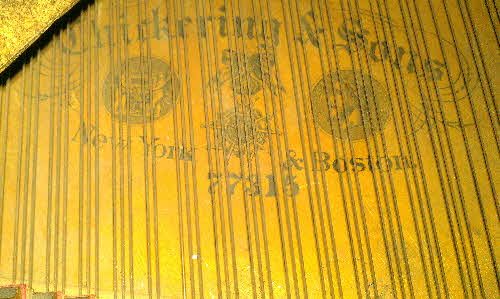 Chickering & Sons
New York & Boston.
77315